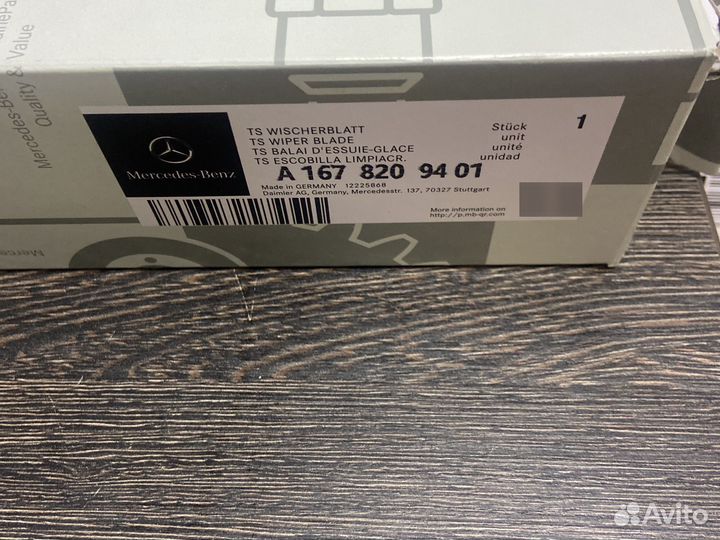 Mercedes-Benz
Quality & Value
Mercedes-Benz
TS WISCHERBLATT
TS WIPER BLADE
TS BALAI D'ESSUIE-GLACE
TS ESCOBILLA LIMPIACR.
Stück
unit
unité
unidad
1
A 167 820 94 01
Made in GERMANY 12225868
Daimler AG, Germany, Mercedesstr. 137, 70327 Stuttgart
More information on
http://p.mb-qr.com
Avito